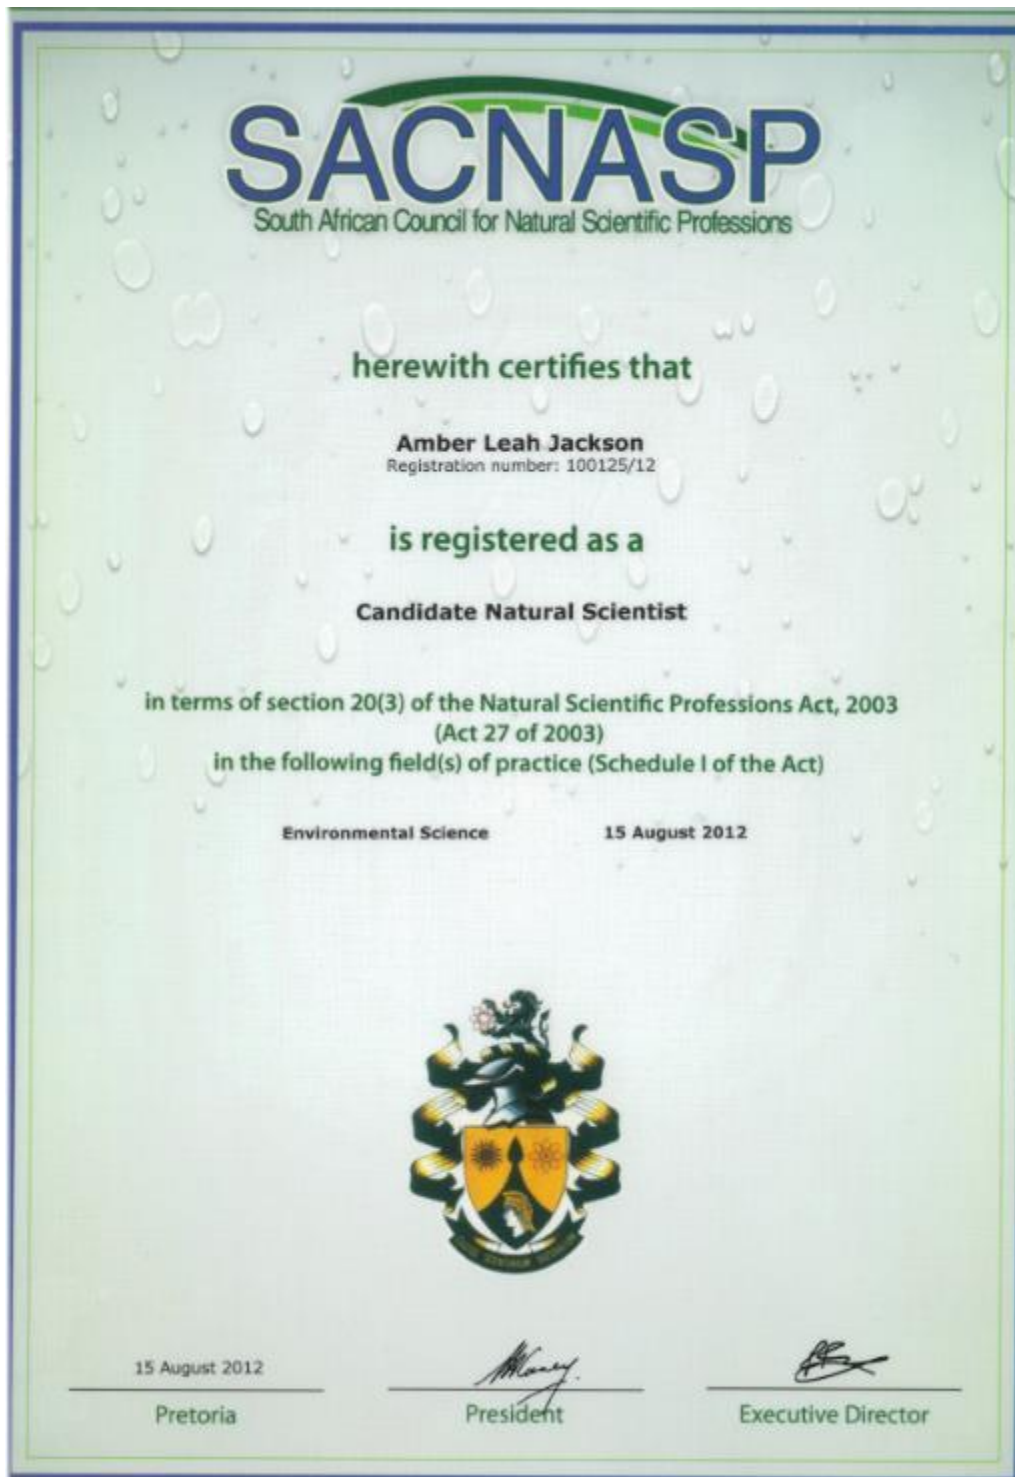 SACNASP
South African Council for Natural Scientific Professions
herewith certifies that
Amber Leah Jackson
Registration number: 100125/12
is registered as a
Candidate Natural Scientist
in terms of section 20(3) of the Natural Scientific Professions Act, 2003
(Act 27 of 2003)
in the following field(s) of practice (Schedule I of the Act)
Environmental Science 15 August 2012
15 August 2012
Pretoria
President
Executive Director